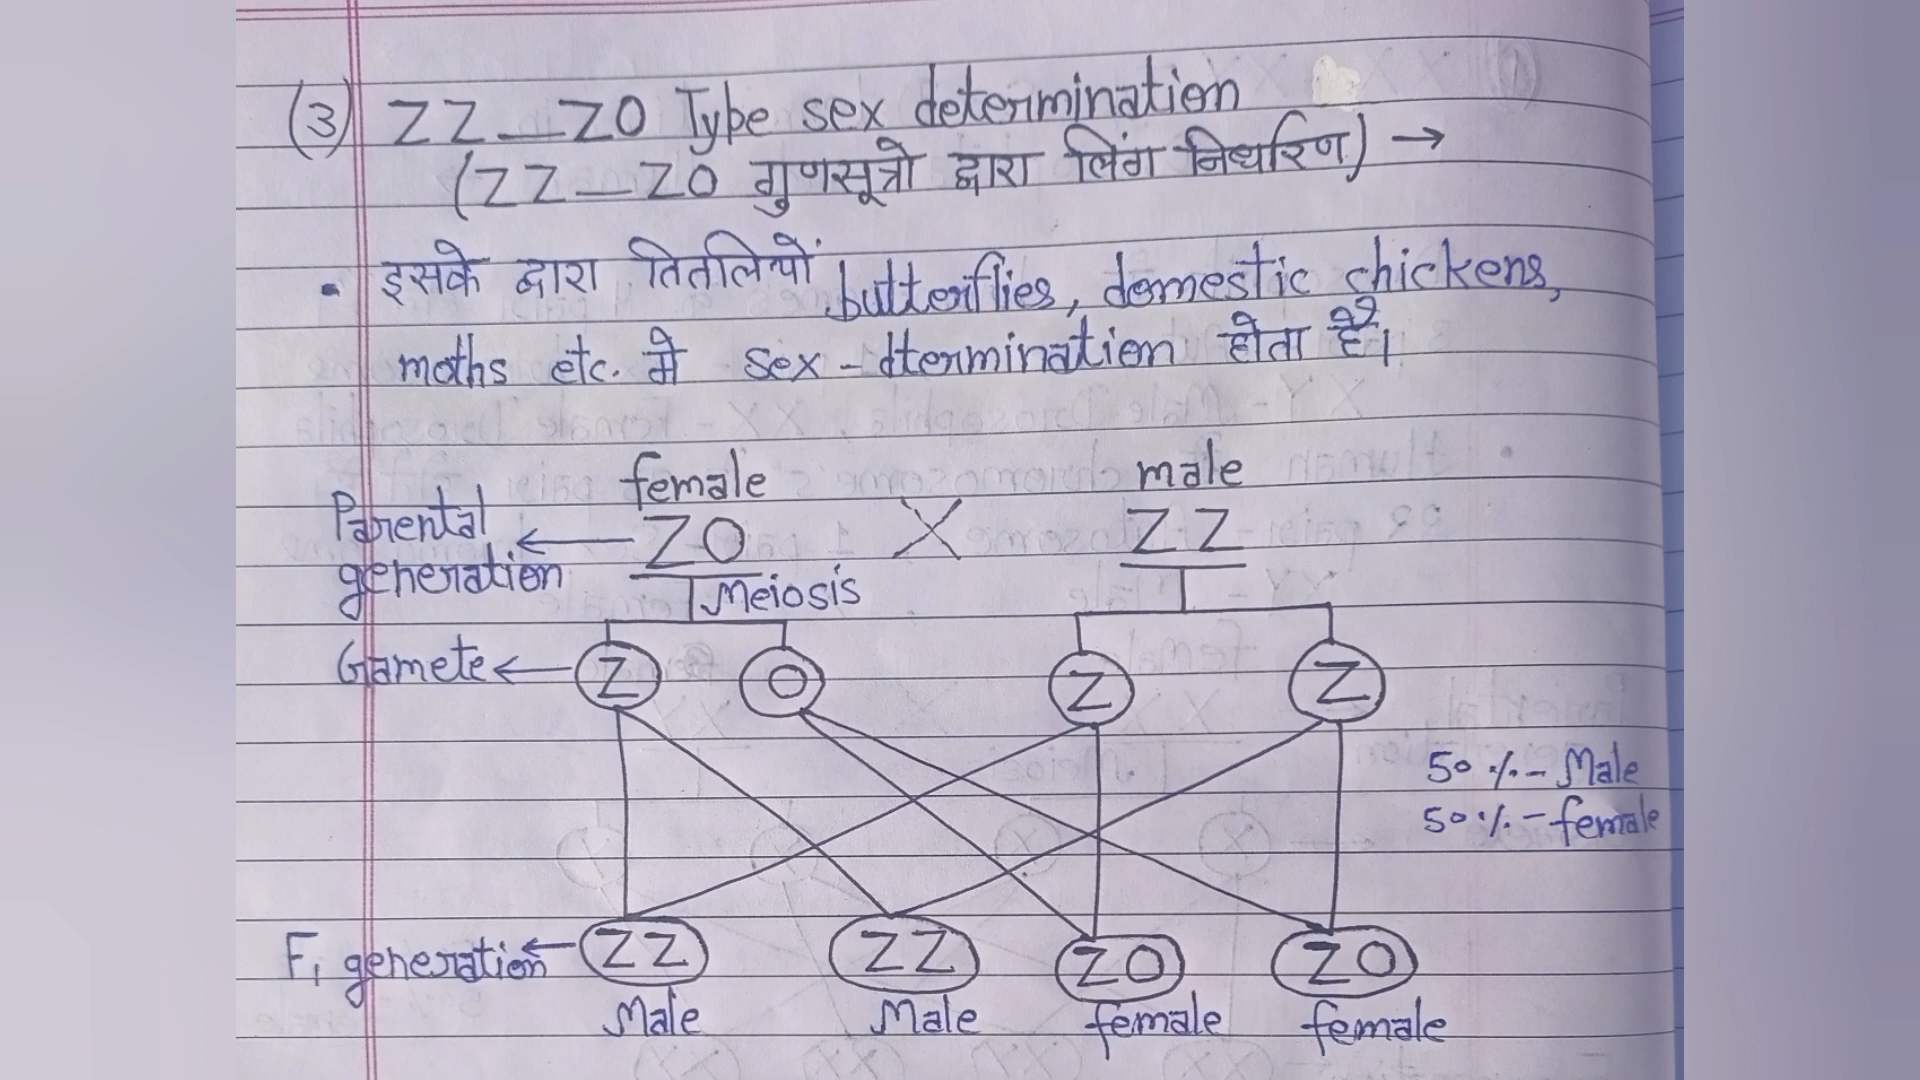 (3) ZZ—ZO Type sex determination
(ZZ—ZO गुणसूत्रो द्वारा लिंग निर्धारण) →
• इसके द्वारा तितलियों butterflies, domestic chickens,
moths etc. मे sex - dtermination होता है।
female male
Parental generation ← ZO X ZZ
Meiosis
Gamete ← Z O Z Z
50 % - Male
50 % - female
F1 generation ← ZZ ZZ ZO ZO
Male Male female female